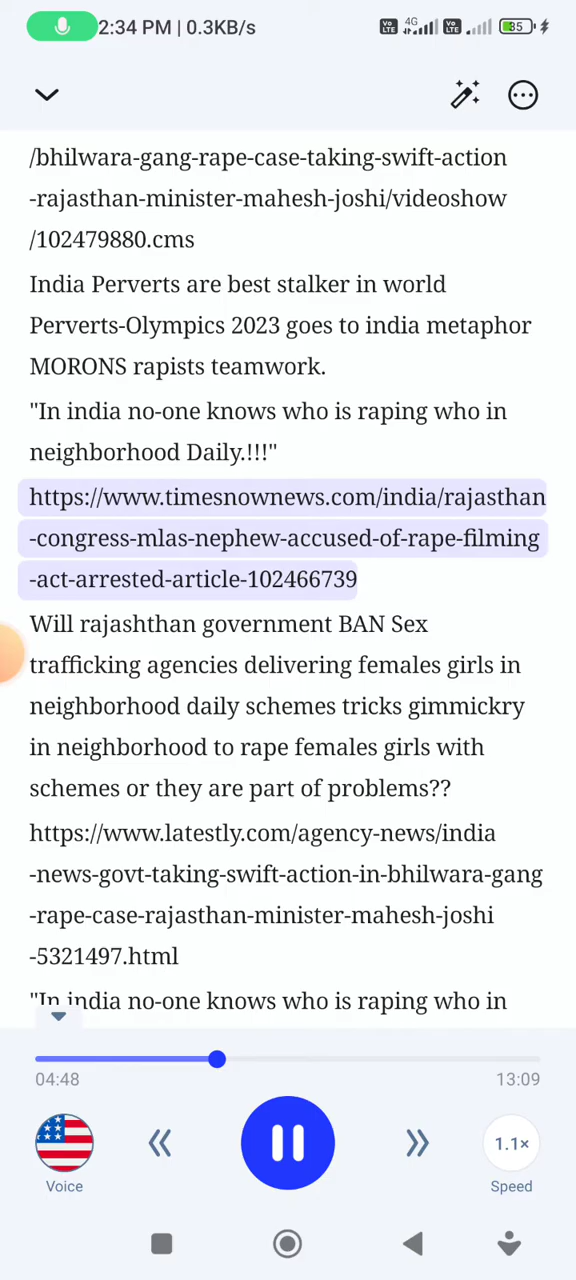 2:34 PM | 0.3KB/s
Vo LTE 4G Vo LTE 35
/bhilwara-gang-rape-case-taking-swift-action
-rajasthan-minister-mahesh-joshi/videoshow
/102479880.cms
India Perverts are best stalker in world
Perverts-Olympics 2023 goes to india metaphor
MORONS rapists teamwork.
"In india no-one knows who is raping who in
neighborhood Daily.!!!"
https://www.timesnownews.com/india/rajasthan
-congress-mlas-nephew-accused-of-rape-filming
-act-arrested-article-102466739
Will rajashthan government BAN Sex
trafficking agencies delivering females girls in
neighborhood daily schemes tricks gimmickry
in neighborhood to rape females girls with
schemes or they are part of problems??
https://www.latestly.com/agency-news/india
-news-govt-taking-swift-action-in-bhilwara-gang
-rape-case-rajasthan-minister-mahesh-joshi
-5321497.html
"In india no-one knows who is raping who in
04:48
13:09
1.1×
Voice
Speed